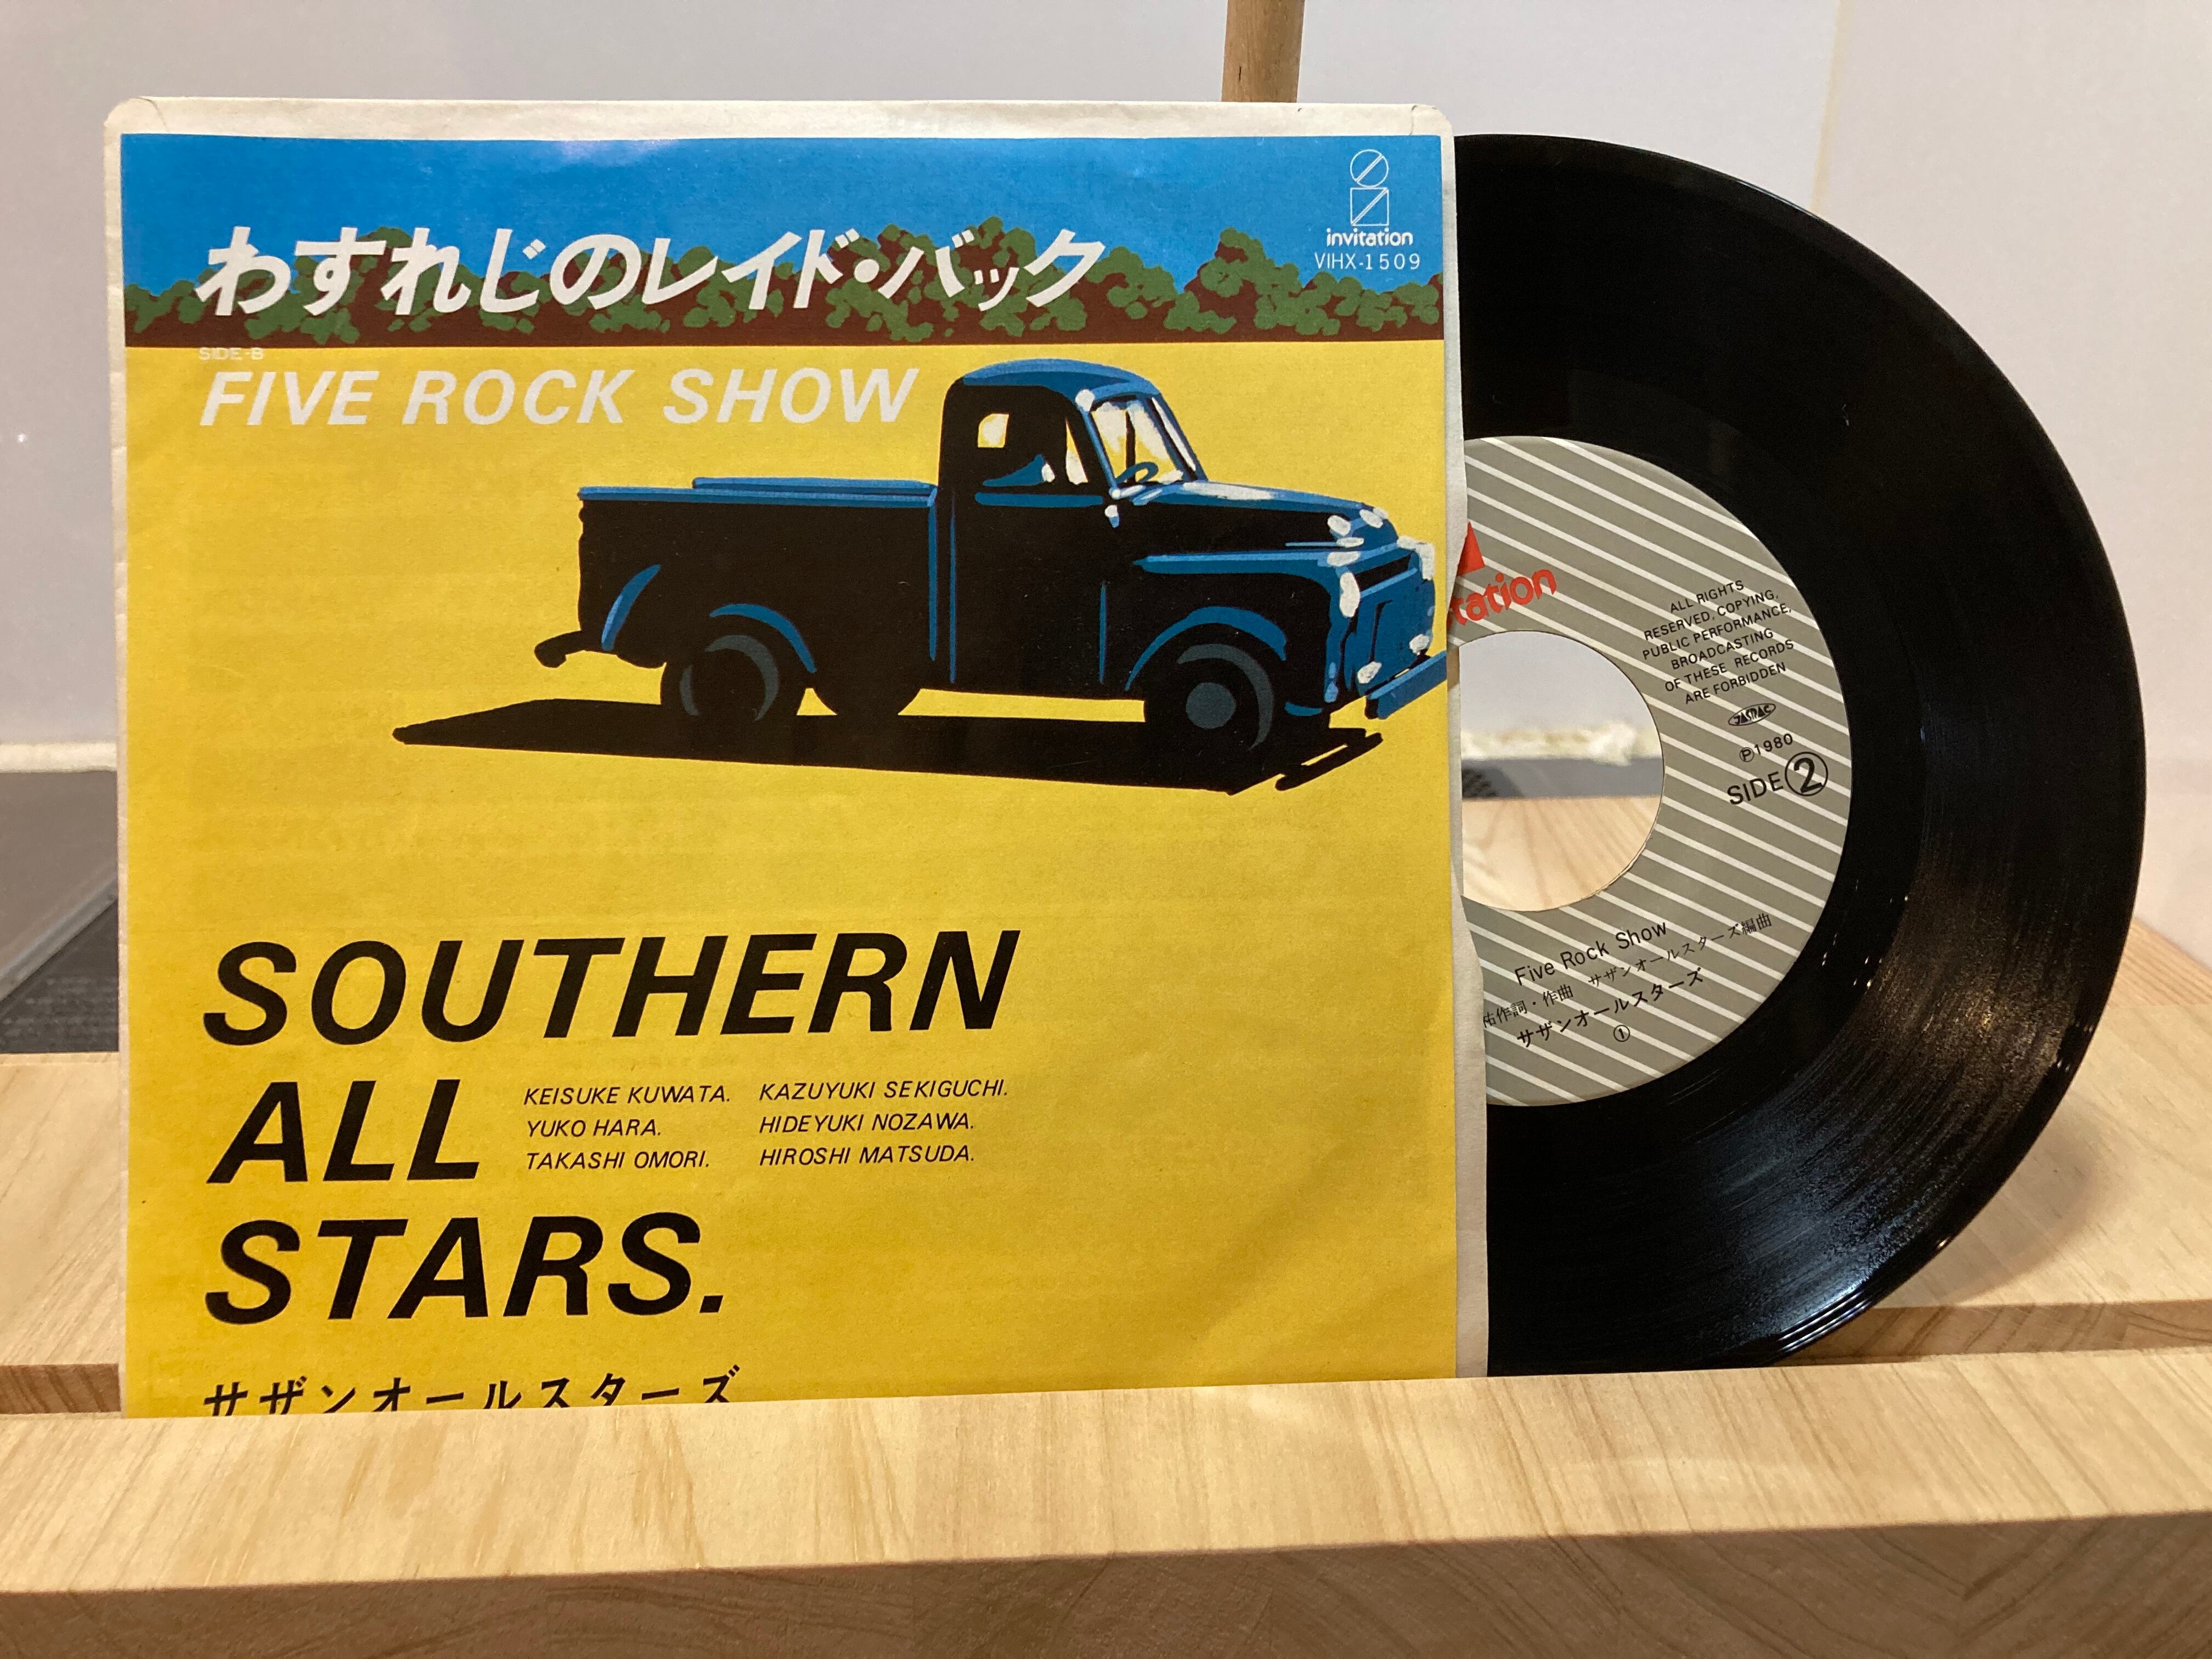 わすれじのレイド・バック
invitation
VIHX-1509
SIDE-B
FIVE ROCK SHOW
SOUTHERN
ALL
STARS.
KEISUKE KUWATA. KAZUYUKI SEKIGUCHI.
YUKO HARA. HIDEYUKI NOZAWA.
TAKASHI OMORI. HIROSHI MATSUDA.
サザンオールスターズ
tation
ALL RIGHTS
RESERVED. COPYING,
PUBLIC PERFORMANCE,
BROADCASTING
OF THESE RECORDS
ARE FORBIDDEN
JASRAC
Ⓟ1980
SIDE②
Five Rock Show
祐作詞・作曲 サザンオールスターズ編曲
サザンオールスターズ
①